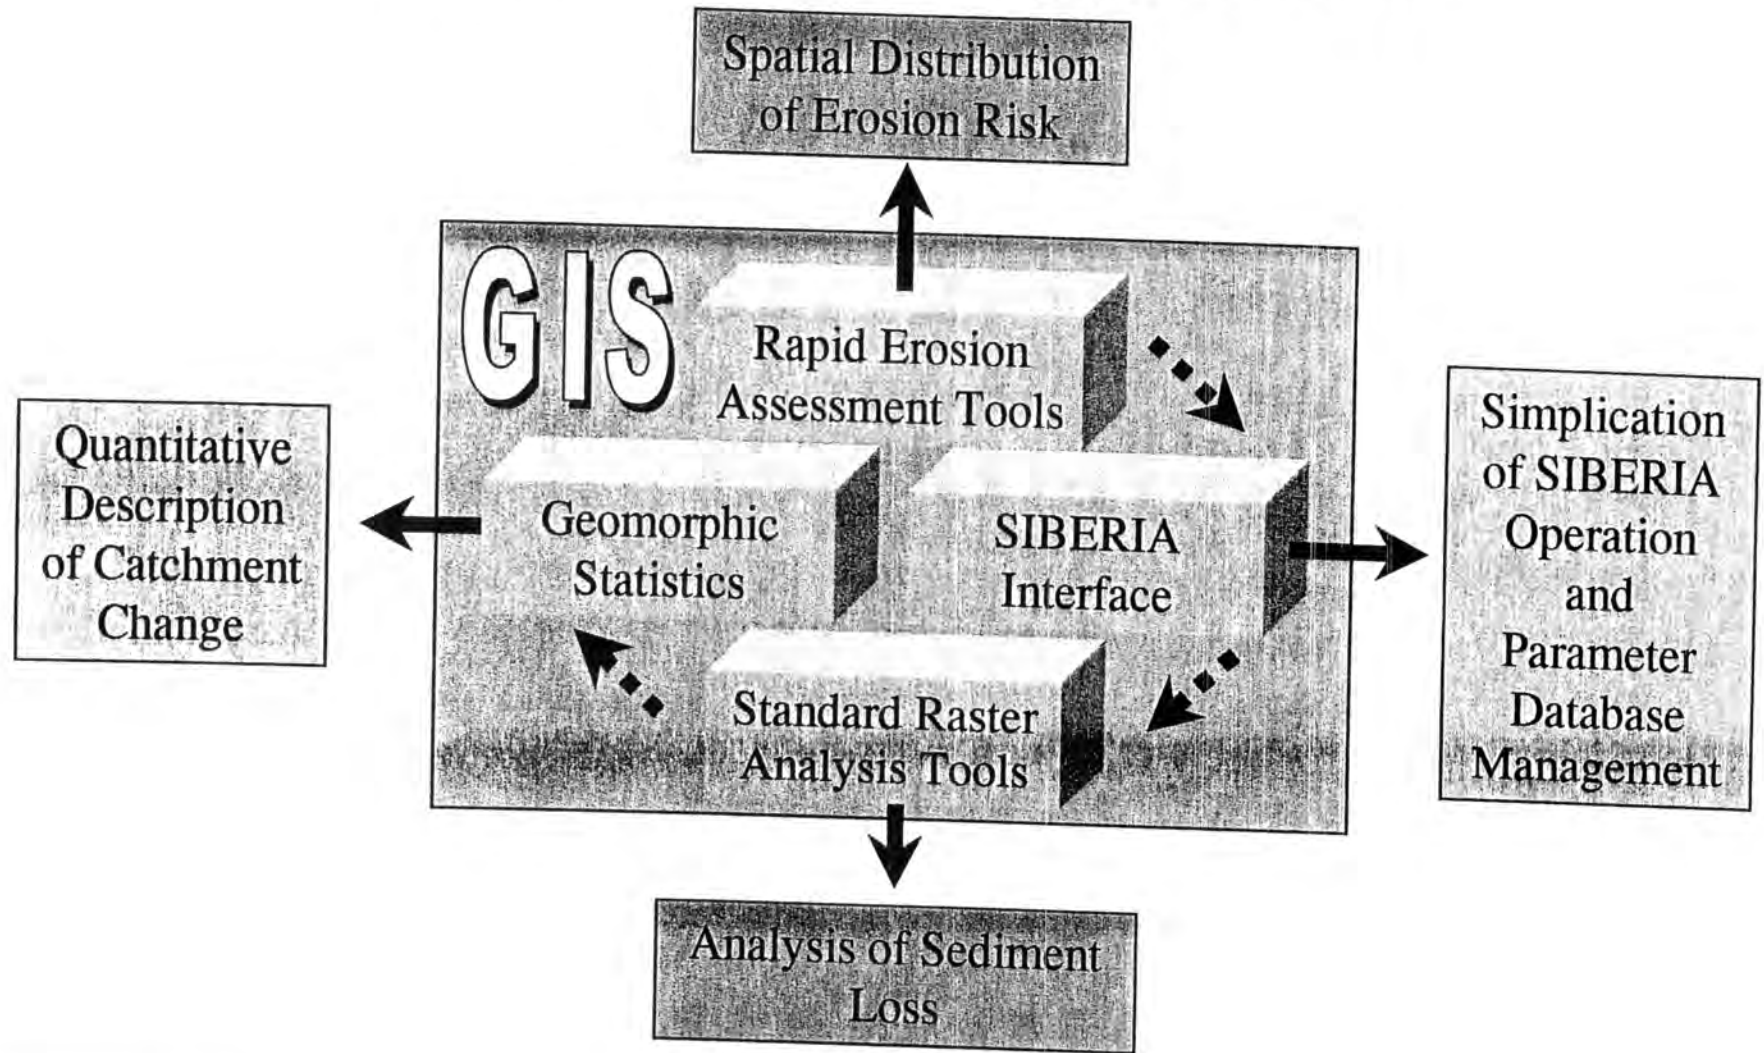 Spatial Distribution
of Erosion Risk
GIS
Rapid Erosion
Assessment Tools
Quantitative
Description
of Catchment
Change
Geomorphic
Statistics
SIBERIA
Interface
Simplication
of SIBERIA
Operation
and
Parameter
Database
Management
Standard Raster
Analysis Tools
Analysis of Sediment
Loss